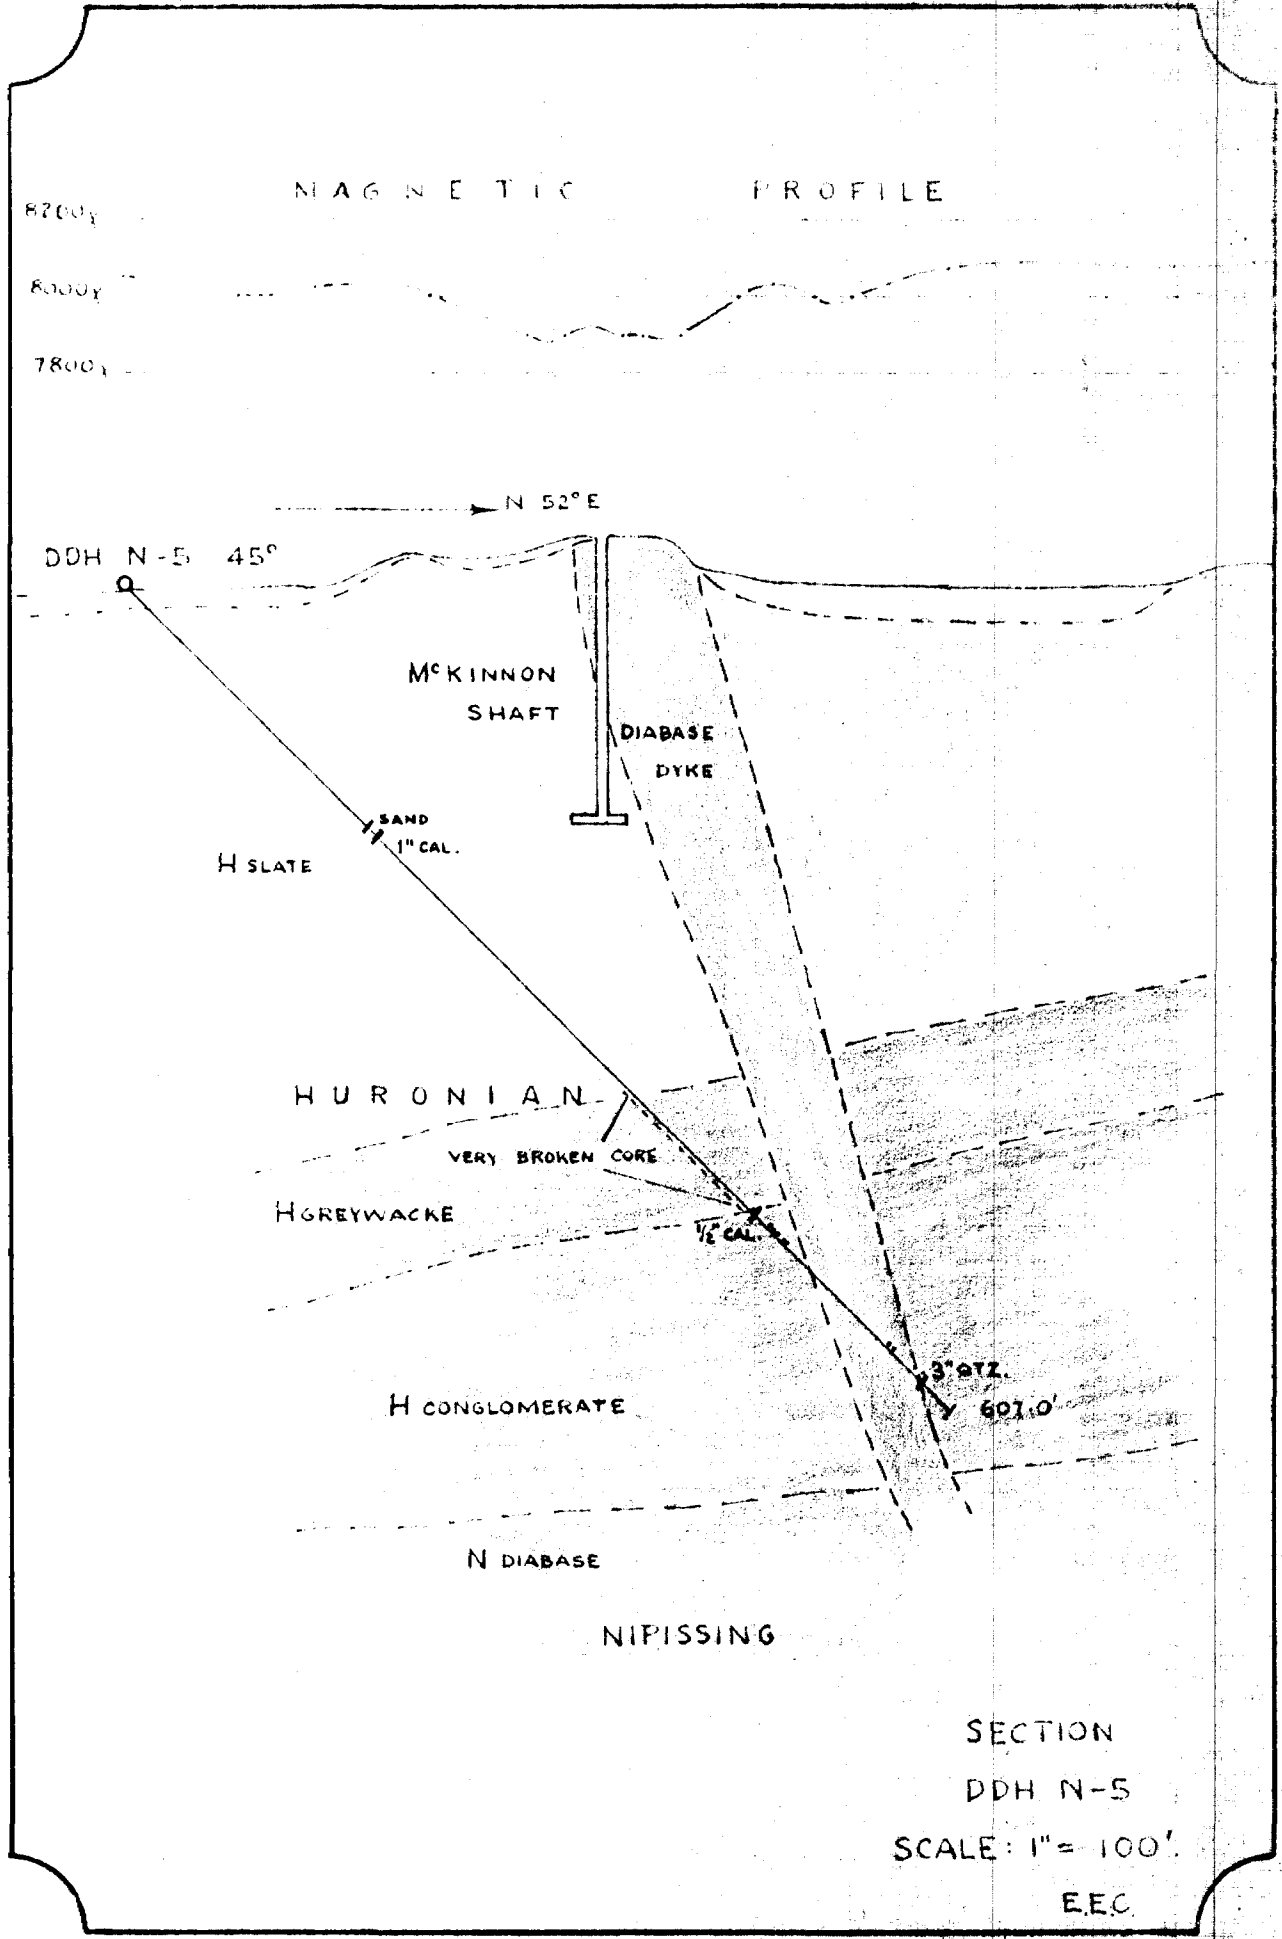 MAGNETIC PROFILE
8200γ
8000γ
7800γ
N 52° E
DDH N-5 45°
McKINNON
SHAFT
DIABASE
DYKE
SAND
1" CAL.
H SLATE
HURONIAN
VERY BROKEN CORE
H GREYWACKE
1/2" CAL.
3" QTZ.
607.0'
H CONGLOMERATE
N DIABASE
NIPISSING
SECTION
DDH N-5
SCALE: 1" = 100'.
E.E.C.